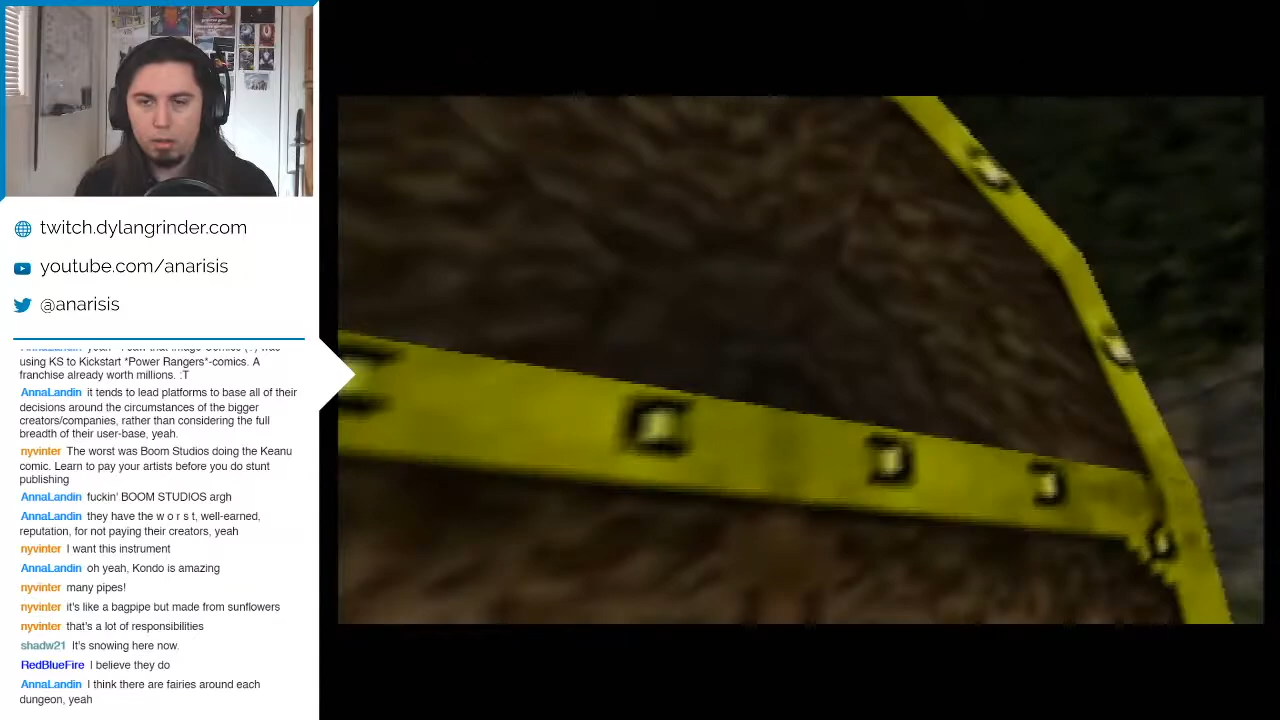 twitch.dylangrinder.com
youtube.com/anarisis
@anarisis
using KS to Kickstart *Power Rangers*-comics. A
franchise already worth millions. :T
AnnaLandin it tends to lead platforms to base all of their
decisions around the circumstances of the bigger
creators/companies, rather than considering the full
breadth of their user-base, yeah.
nyvinter The worst was Boom Studios doing the Keanu
comic. Learn to pay your artists before you do stunt
publishing
AnnaLandin fuckin' BOOM STUDIOS argh
AnnaLandin they have the w o r s t, well-earned,
reputation, for not paying their creators, yeah
nyvinter I want this instrument
AnnaLandin oh yeah, Kondo is amazing
nyvinter many pipes!
nyvinter it's like a bagpipe but made from sunflowers
nyvinter that's a lot of responsibilities
shadw21 It's snowing here now.
RedBlueFire I believe they do
AnnaLandin I think there are fairies around each
dungeon, yeah